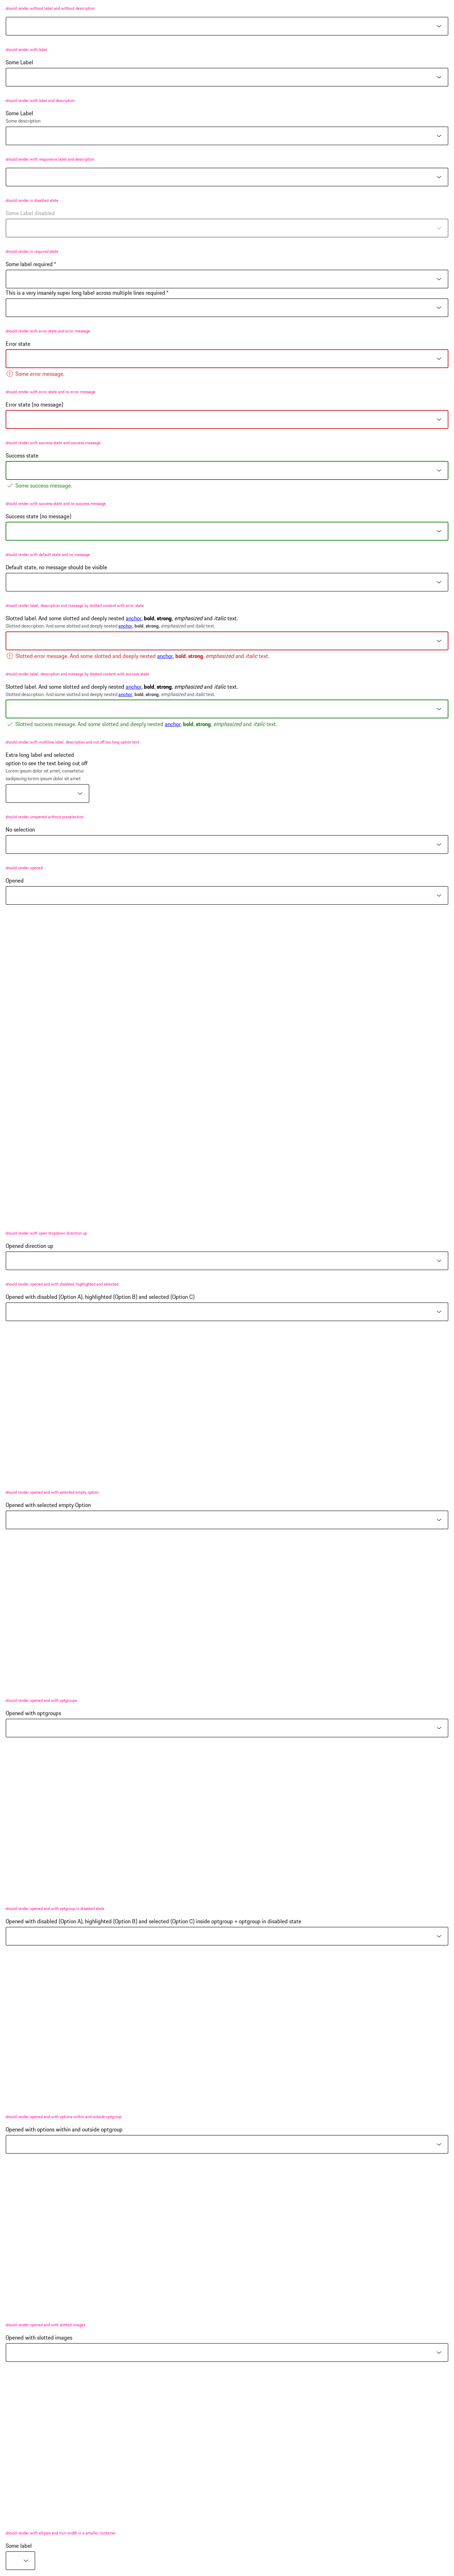 should render without label and without description
should render with label
Some Label
should render with label and description
Some Label
Some description
should render with responsive label and description
should render in disabled state
Some Label disabled
should render in required state
Some label required *
This is a very insanely super long label across multiple lines required *
should render with error state and error message
Error state
Some error message.
should render with error state and no error message
Error state (no message)
should render with success state and success message
Success state
Some success message.
should render with success state and no success message
Success state (no message)
should render with default state and no message
Default state, no message should be visible
should render label, description and message by slotted content with error state
Slotted label. And some slotted and deeply nested anchor, bold, strong, emphasized and italic text.
Slotted description. And some slotted and deeply nested anchor, bold, strong, emphasized and italic text.
Slotted error message. And some slotted and deeply nested anchor, bold, strong, emphasized and italic text.
should render label, description and message by slotted content with success state
Slotted label. And some slotted and deeply nested anchor, bold, strong, emphasized and italic text.
Slotted description. And some slotted and deeply nested anchor, bold, strong, emphasized and italic text.
Slotted success message. And some slotted and deeply nested anchor, bold, strong, emphasized and italic text.
should render with multiline label, description and cut off too long option text
Extra long label and selected
option to see the text being cut off
Lorem ipsum dolor sit amet, consetetur
sadipscing lorem ipsum dolor sit amet
should render unopened without preselection
No selection
should render opened
Opened
should render with open dropdown direction up
Opened direction up
should render opened and with disabled, highlighted and selected
Opened with disabled (Option A), highlighted (Option B) and selected (Option C)
should render opened and with selected empty option
Opened with selected empty Option
should render opened and with optgroups
Opened with optgroups
should render opened and with optgroup in disabled state
Opened with disabled (Option A), highlighted (Option B) and selected (Option C) inside optgroup + optgroup in disabled state
should render opened and with options within and outside optgroup
Opened with options within and outside optgroup
should render opened and with slotted images
Opened with slotted images
should render with ellipsis and min-width in a smaller container
Some label